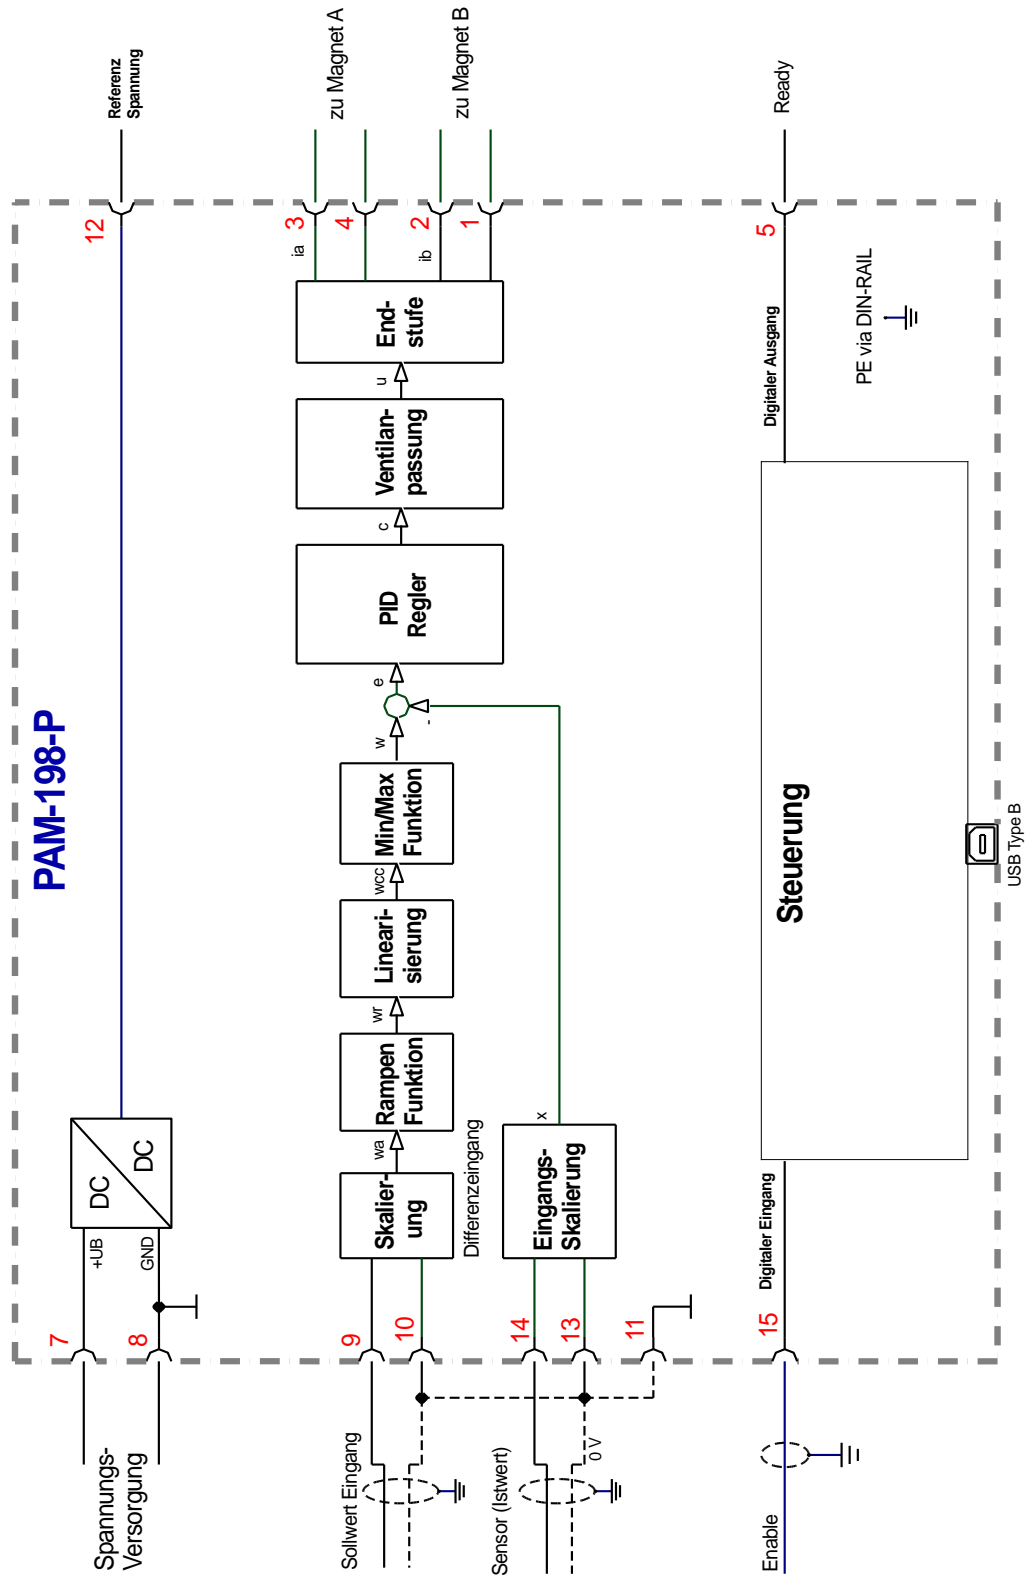 PAM-198-P
Spannungs-
Versorgung
7
8
+UB
GND
DC
DC
12
Referenz
Spannung
Sollwert Eingang
9
10
Skalier-
ung
Differenzeingang
wa
Rampen
Funktion
wr
Lineari-
sierung
wcc
Min/Max
Funktion
w
-
e
PID
Regler
c
Ventilan-
passung
u
End-
stufe
ia
ib
3
4
2
1
zu Magnet A
zu Magnet B
Sensor (Istwert)
0 V
14
13
11
Eingangs-
Skalierung
x
Enable
15
Digitaler Eingang
Steuerung
USB Type B
Digitaler Ausgang
5
Ready
PE via DIN-RAIL